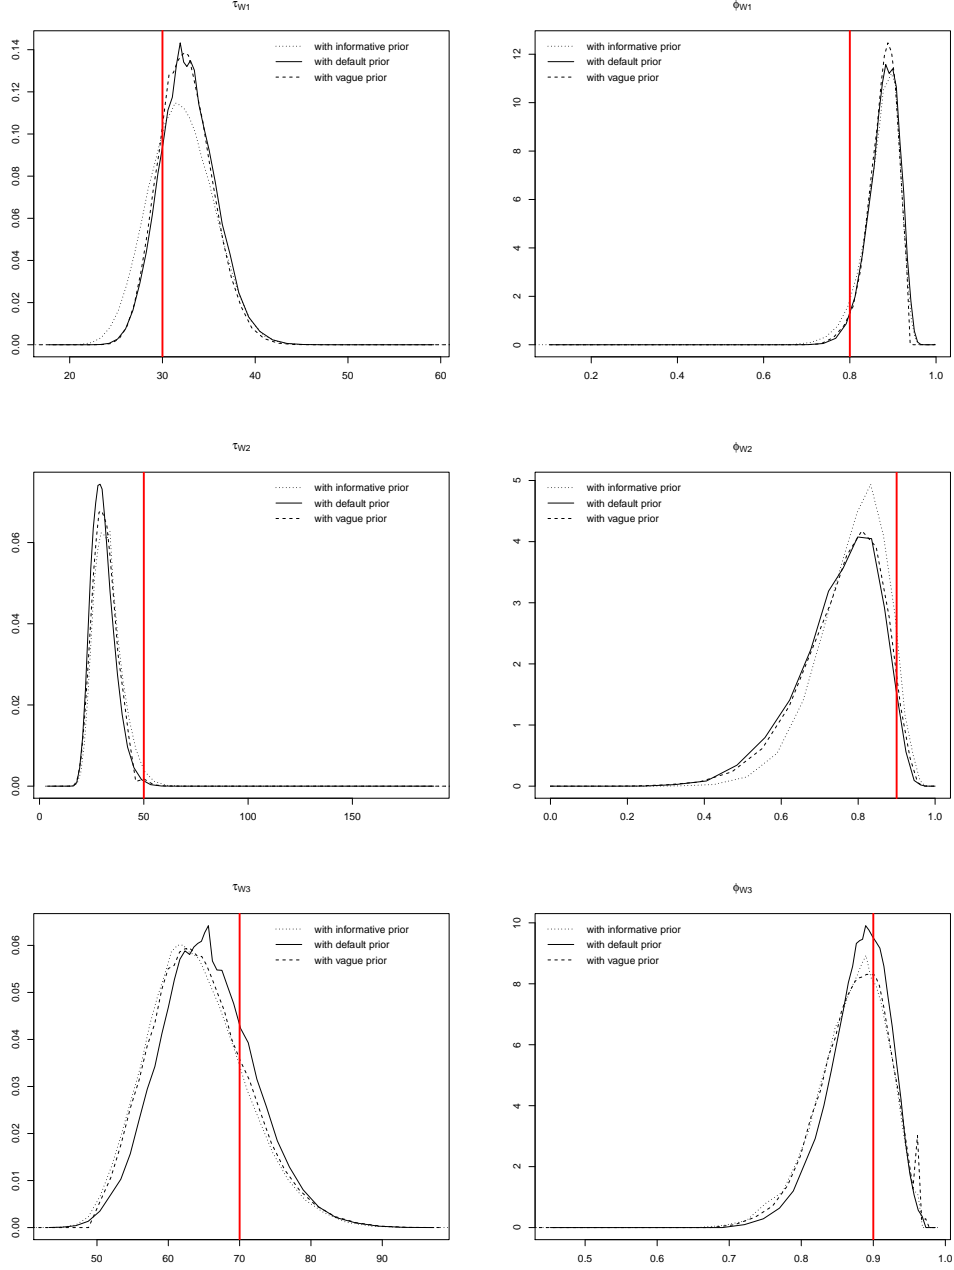 τW1
0.00 0.02 0.04 0.06 0.08 0.10 0.12 0.14
with informative prior
with default prior
with vague prior
20 30 40 50 60
ϕW1
0 2 4 6 8 10 12
with informative prior
with default prior
with vague prior
0.2 0.4 0.6 0.8 1.0
τW2
0.00 0.02 0.04 0.06
with informative prior
with default prior
with vague prior
0 50 100 150
ϕW2
0 1 2 3 4 5
with informative prior
with default prior
with vague prior
0.0 0.2 0.4 0.6 0.8 1.0
τW3
0.00 0.01 0.02 0.03 0.04 0.05 0.06
with informative prior
with default prior
with vague prior
50 60 70 80 90
ϕW3
0 2 4 6 8 10
with informative prior
with default prior
with vague prior
0.5 0.6 0.7 0.8 0.9 1.0